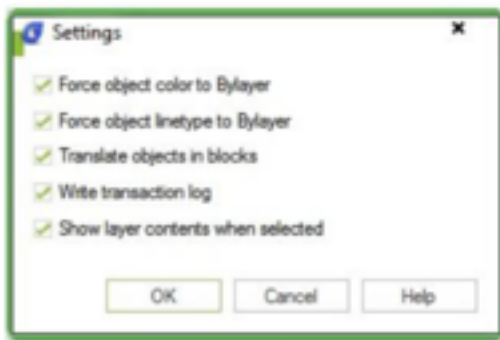 Settings
Force object color to Bylayer
Force object linetype to Bylayer
Translate objects in blocks
Write transaction log
Show layer contents when selected
OK Cancel Help